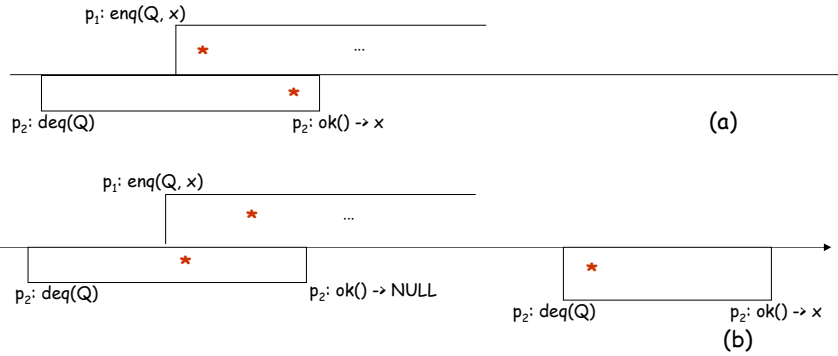 p₁: enq(Q, x)
* ...
*
p₂: deq(Q) p₂: ok() -> x (a)
p₁: enq(Q, x)
* ...
* *
p₂: deq(Q) p₂: ok() -> NULL
p₂: deq(Q) p₂: ok() -> x
(b)